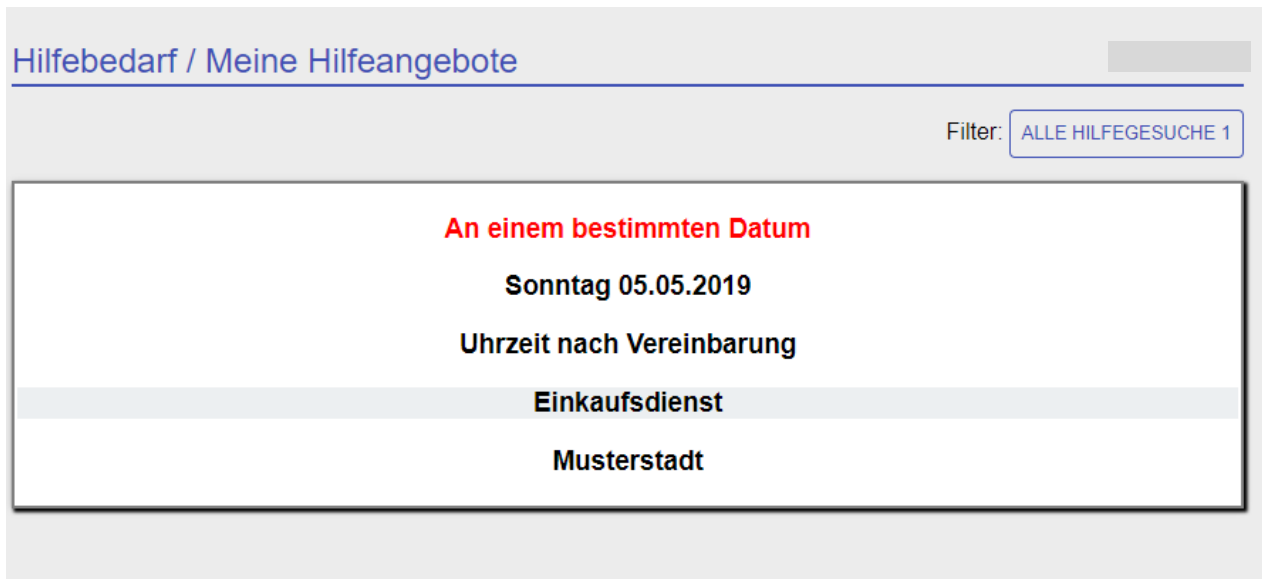 Hilfebedarf / Meine Hilfeangebote
Filter: ALLE HILFEGESUCHE 1
An einem bestimmten Datum
Sonntag 05.05.2019
Uhrzeit nach Vereinbarung
Einkaufsdienst
Musterstadt